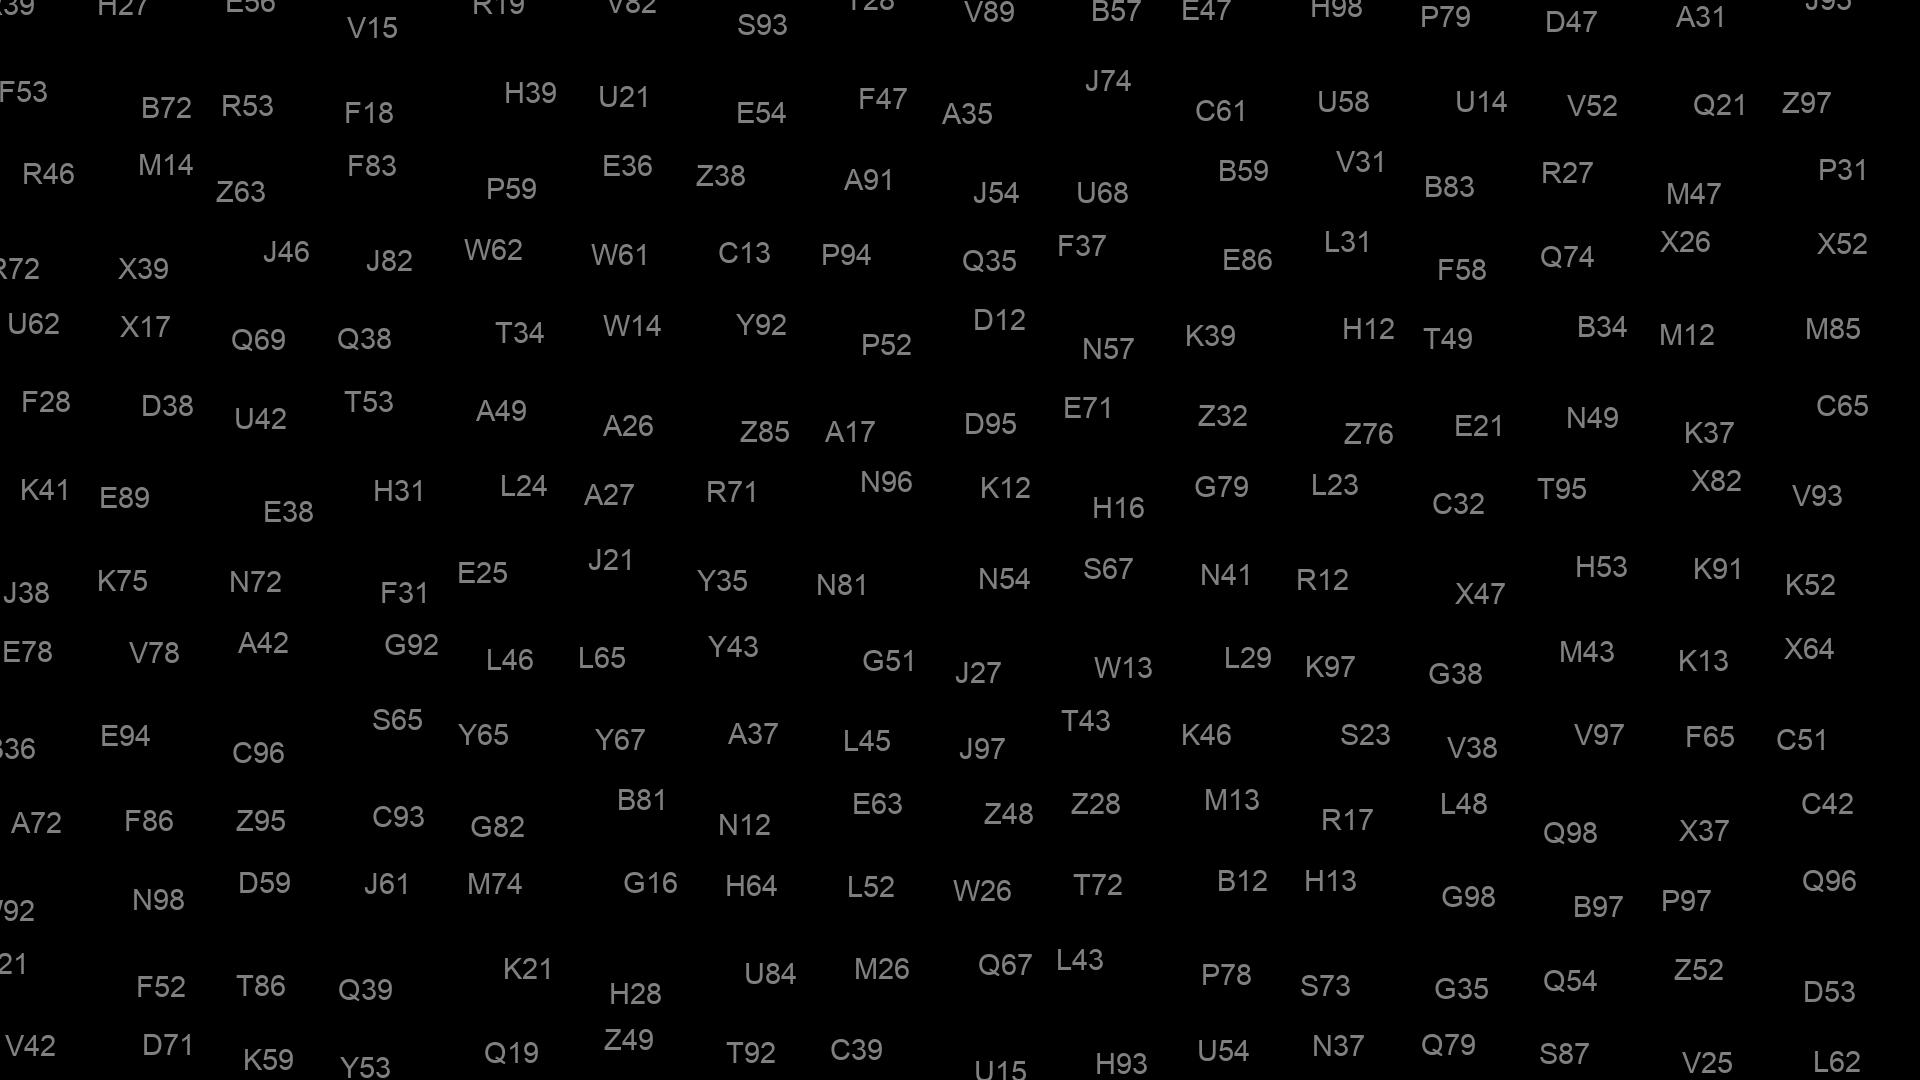 H27 E56 V15 R19 V82 S93 T28 V89 B57 E47 H98 P79 D47 A31 J95
F53 B72 R53 F18 H39 U21 E54 F47 A35 J74 C61 U58 U14 V52 Q21 Z97
R46 M14 Z63 F83 P59 E36 Z38 A91 J54 U68 B59 V31 B83 R27 M47 P31
R72 X39 J46 J82 W62 W61 C13 P94 Q35 F37 E86 L31 F58 Q74 X26 X52
U62 X17 Q69 Q38 T34 W14 Y92 P52 D12 N57 K39 H12 T49 B34 M12 M85
F28 D38 U42 T53 A49 A26 Z85 A17 D95 E71 Z32 Z76 E21 N49 K37 C65
K41 E89 E38 H31 L24 A27 R71 N96 K12 H16 G79 L23 C32 T95 X82 V93
J38 K75 N72 F31 E25 J21 Y35 N81 N54 S67 N41 R12 X47 H53 K91 K52
E78 V78 A42 G92 L46 L65 Y43 G51 J27 W13 L29 K97 G38 M43 K13 X64
E94 C96 S65 Y65 Y67 A37 L45 J97 T43 K46 S23 V38 V97 F65 C51
A72 F86 Z95 C93 G82 B81 N12 E63 Z48 Z28 M13 R17 L48 Q98 X37 C42
N98 D59 J61 M74 G16 H64 L52 W26 T72 B12 H13 G98 B97 P97 Q96
F52 T86 Q39 K21 H28 U84 M26 Q67 L43 P78 S73 G35 Q54 Z52 D53
V42 D71 K59 Y53 Q19 Z49 T92 C39 U15 H93 U54 N37 Q79 S87 V25 L62